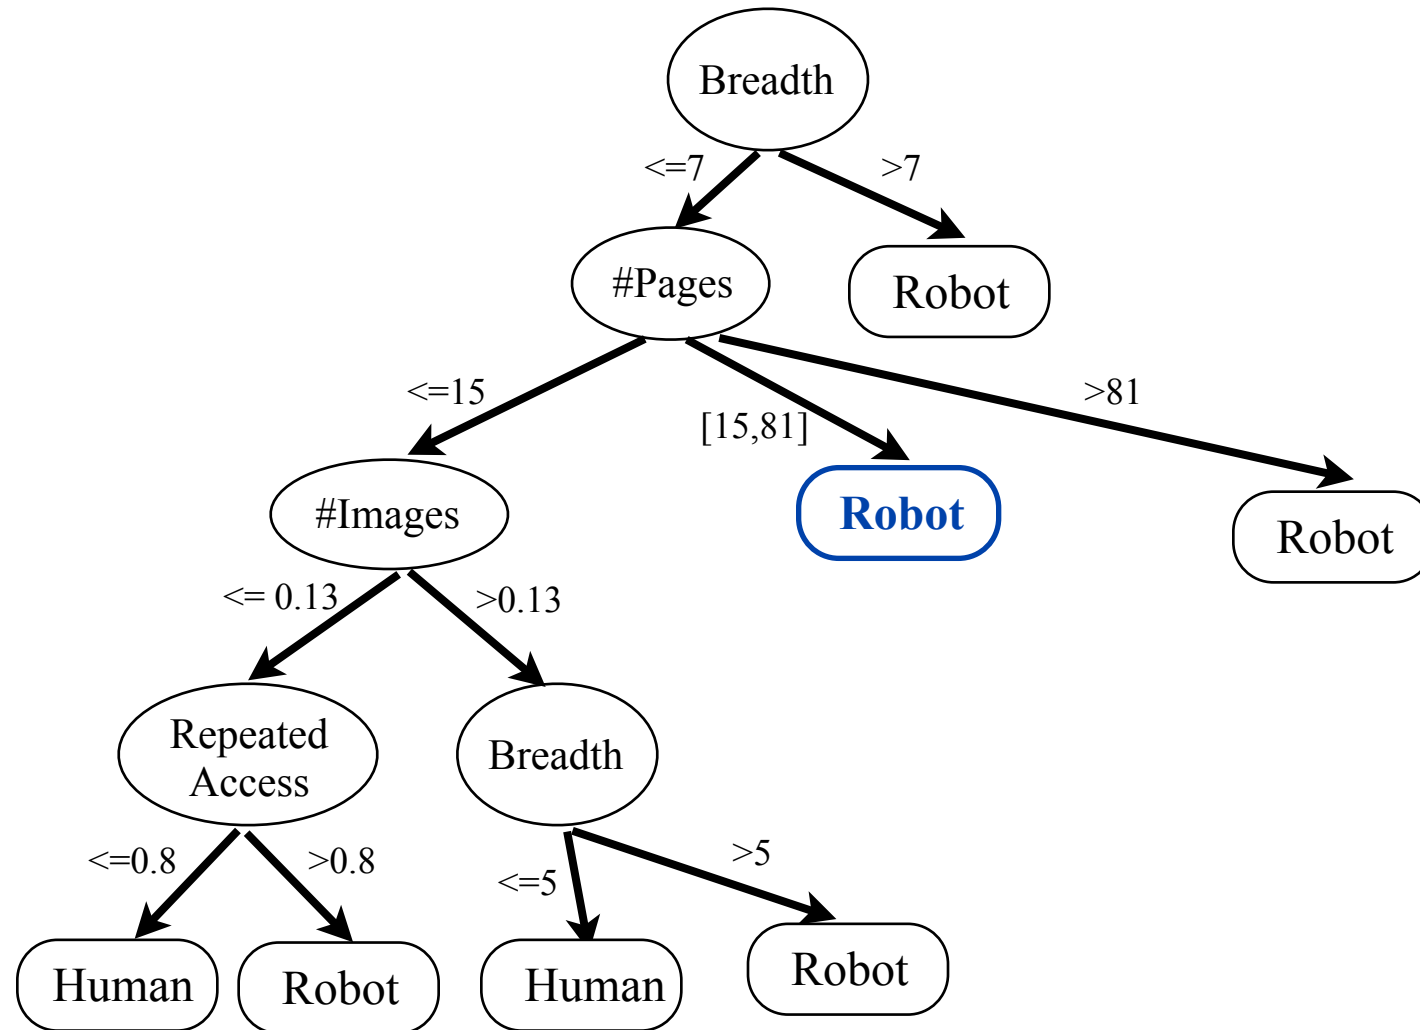 Breadth
<=7
>7
#Pages
Robot
<=15
[15,81]
>81
#Images
Robot
Robot
<= 0.13
>0.13
Repeated
Access
Breadth
<=0.8
>0.8
<=5
>5
Human
Robot
Human
Robot